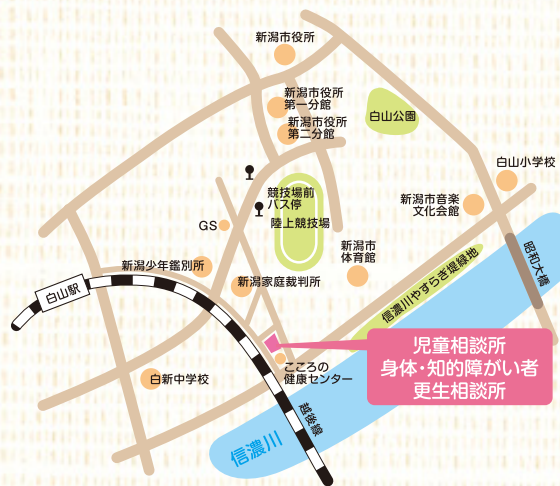 新潟市役所
新潟市役所
第一分館
新潟市役所
第二分館
白山公園
白山小学校
競技場前
バス停
陸上競技場
新潟市音楽
文化会館
GS
新潟市
体育館
昭和大橋
新潟少年鑑別所
新潟家庭裁判所
信濃川やすらぎ堤緑地
白山駅
児童相談所
身体・知的障がい者
更生相談所
こころの
健康センター
白新中学校
越後線
信濃川